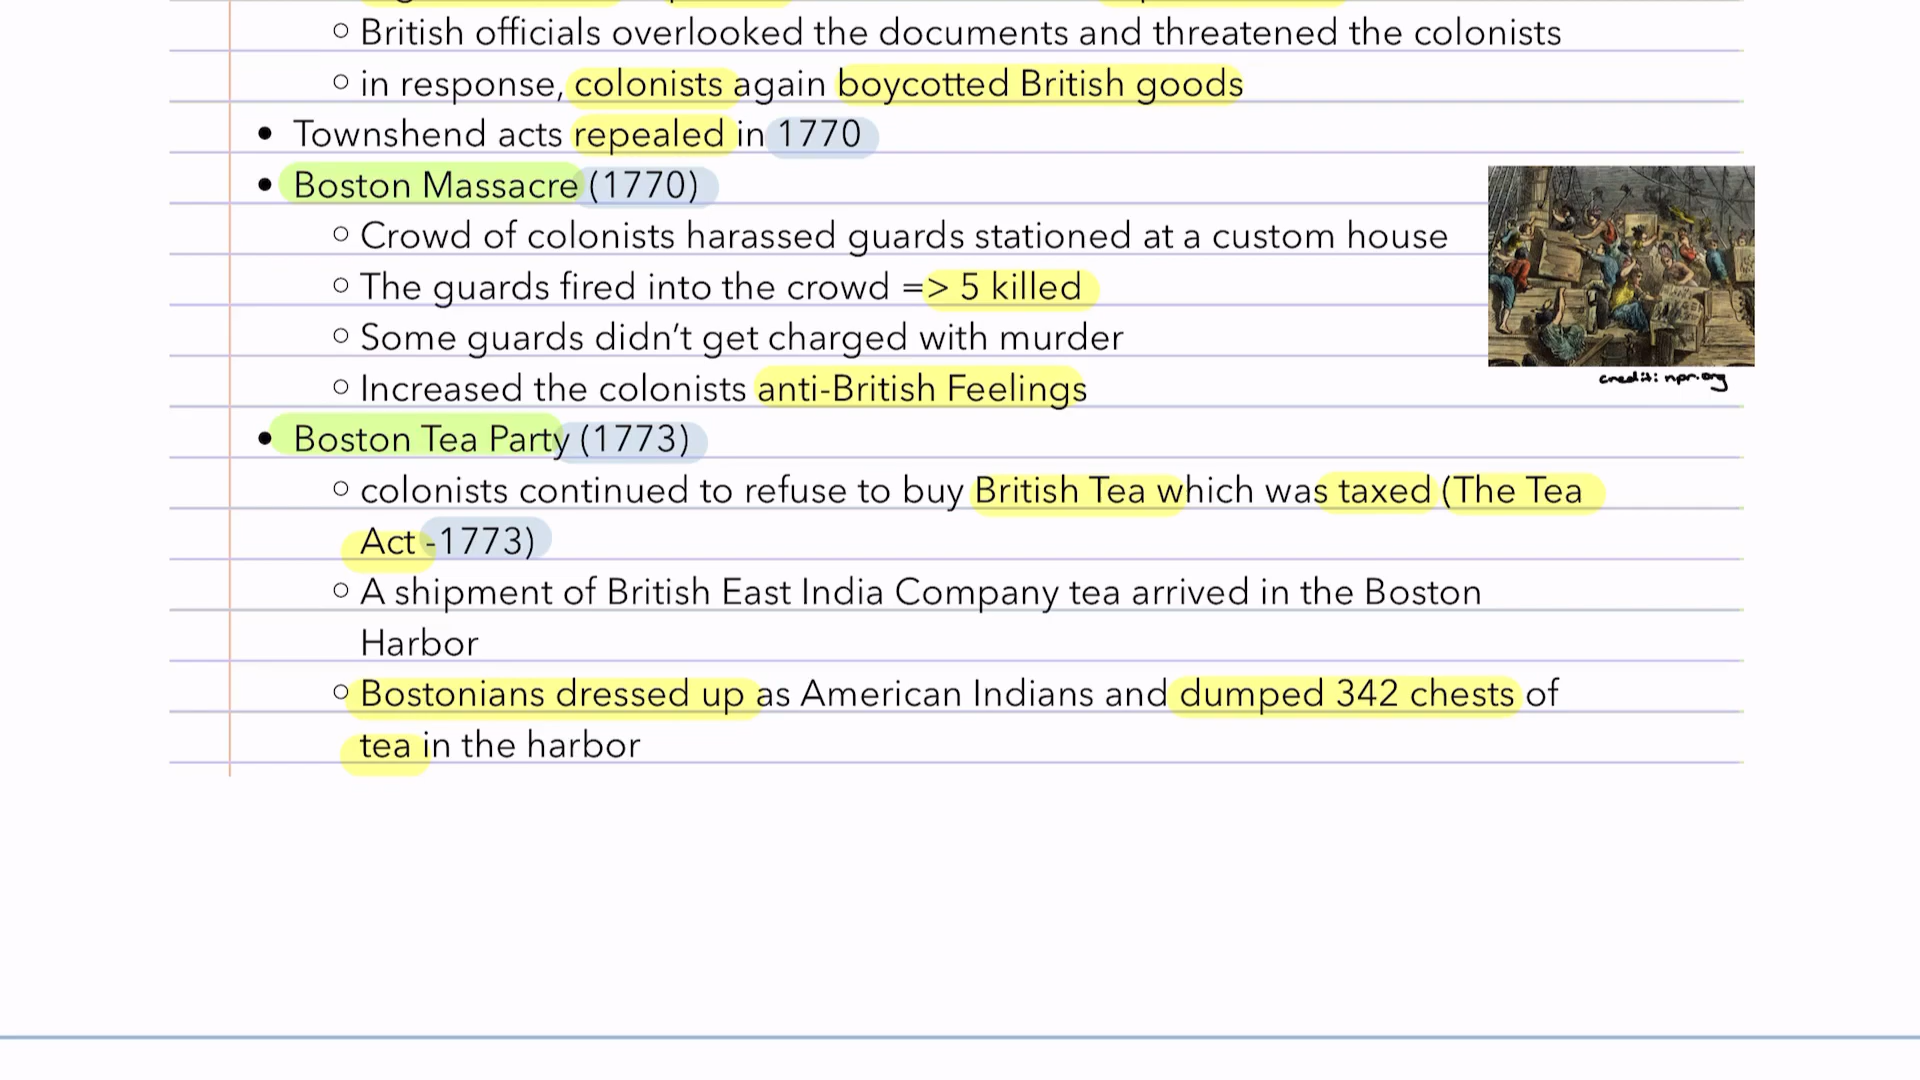 ○ British officials overlooked the documents and threatened the colonists
○ in response, colonists again boycotted British goods
• Townshend acts repealed in 1770
• Boston Massacre (1770)
○ Crowd of colonists harassed guards stationed at a custom house
○ The guards fired into the crowd => 5 killed
○ Some guards didn’t get charged with murder
○ Increased the colonists anti-British Feelings
credit: npr.org
• Boston Tea Party (1773)
○ colonists continued to refuse to buy British Tea which was taxed (The Tea
Act -1773)
○ A shipment of British East India Company tea arrived in the Boston
Harbor
○ Bostonians dressed up as American Indians and dumped 342 chests of
tea in the harbor